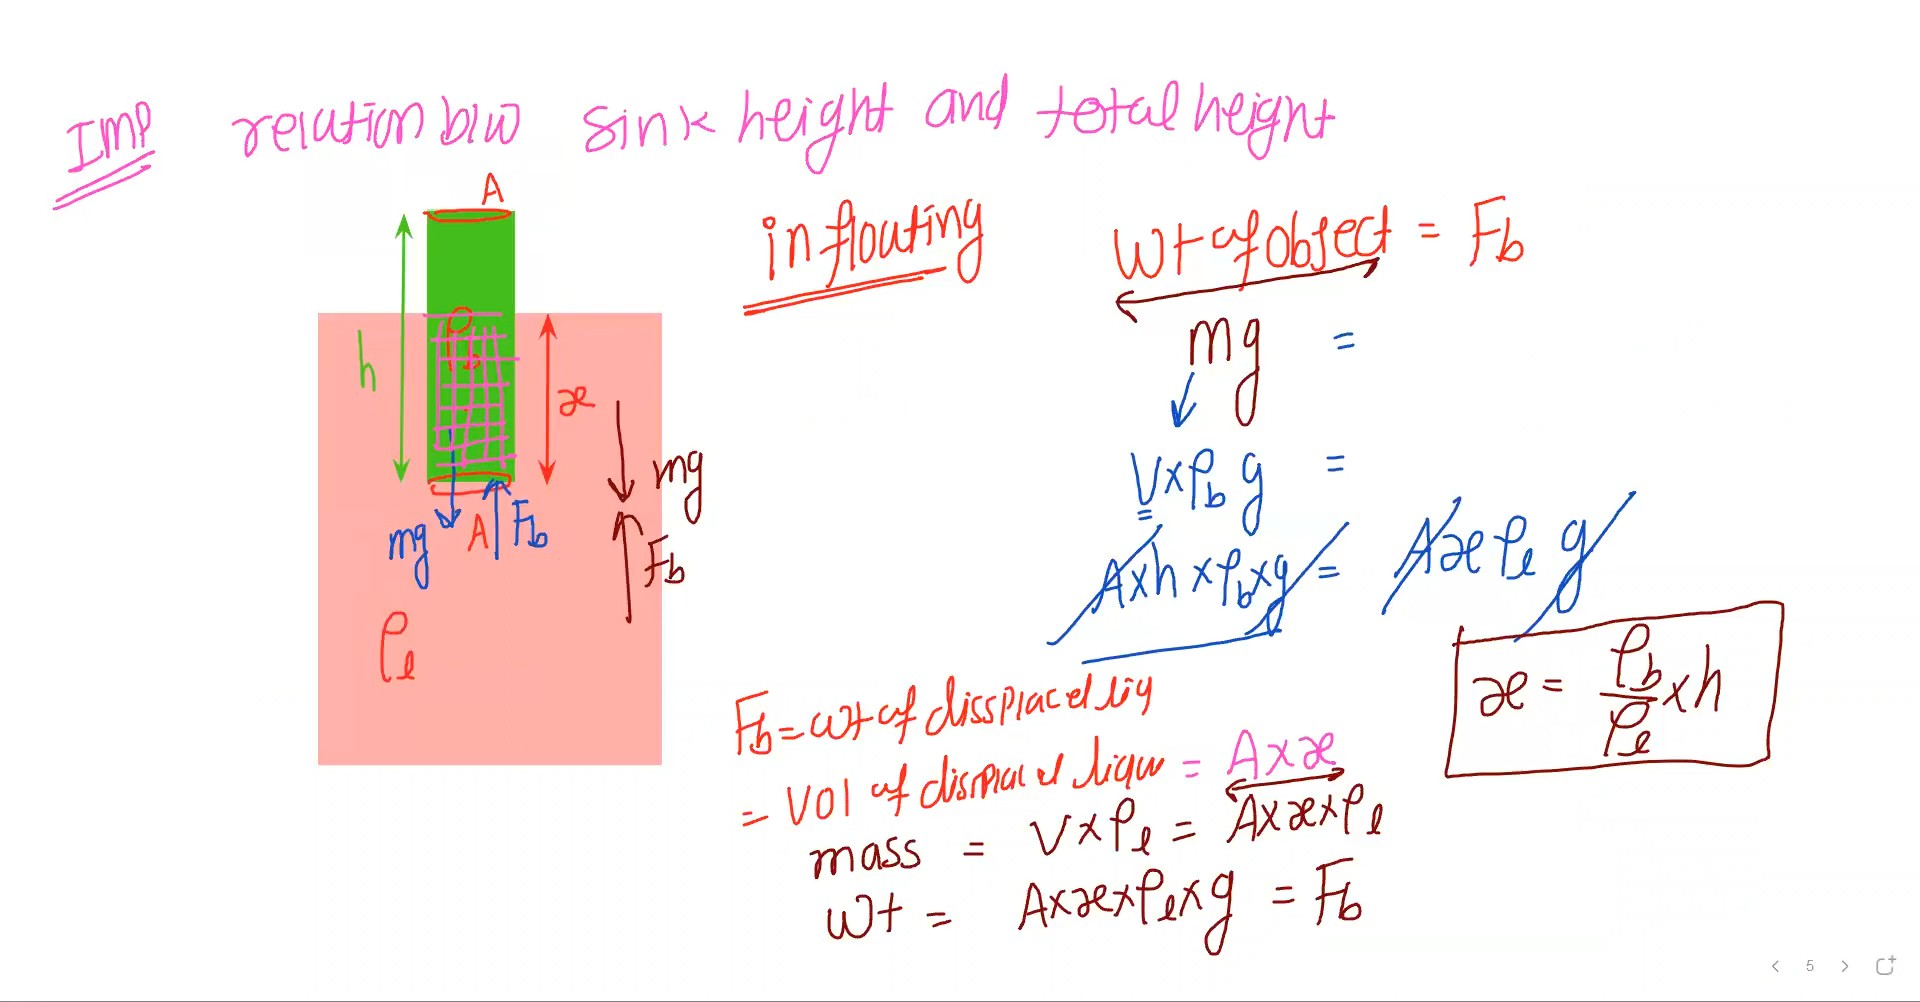 IMP relation b/w sink height and total height
A
in floating
wt of object = Fb
mg =
h
x
V×ρb g =
mg
mg
A
Fb
Fb
A×h×ρb×g = Axρl g
ρl
x = ρb/ρl × h
Fb = wt of dissplaced liq
= Vol of displaced liqu = A×x
mass = V×ρl = A×x×ρl
wt = A×x×ρl×g = Fb
5